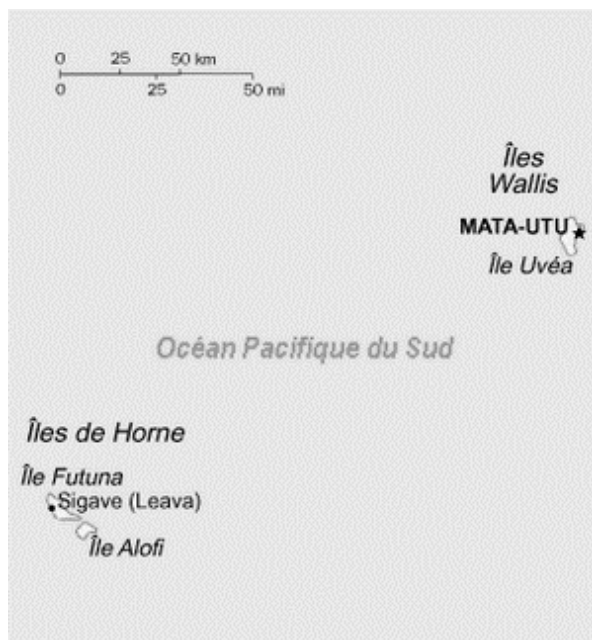 0 25 50 km
0 25 50 mi
Îles
Wallis
MATA-UTU
Île Uvéa
Océan Pacifique du Sud
Îles de Horne
Île Futuna
Sigave (Leava)
Île Alofi